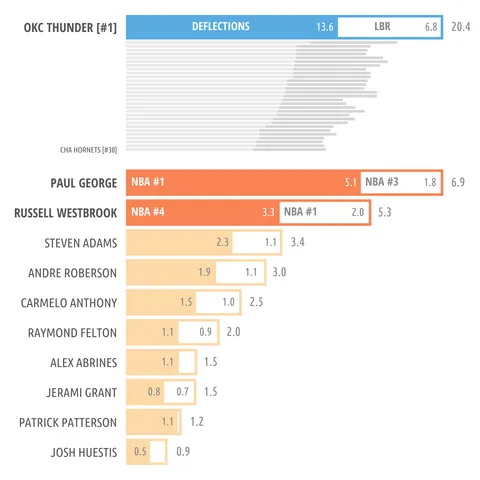 OKC THUNDER [#1] DEFLECTIONS 13.6 LBR 6.8 20.4
CHA HORNETS [#30]
PAUL GEORGE NBA #1 5.1 NBA #3 1.8 6.9
RUSSELL WESTBROOK NBA #4 3.3 NBA #1 2.0 5.3
STEVEN ADAMS 2.3 1.1 3.4
ANDRE ROBERSON 1.9 1.1 3.0
CARMELO ANTHONY 1.5 1.0 2.5
RAYMOND FELTON 1.1 0.9 2.0
ALEX ABRINES 1.1 1.5
JERAMI GRANT 0.8 0.7 1.5
PATRICK PATTERSON 1.1 1.2
JOSH HUESTIS 0.5 0.9